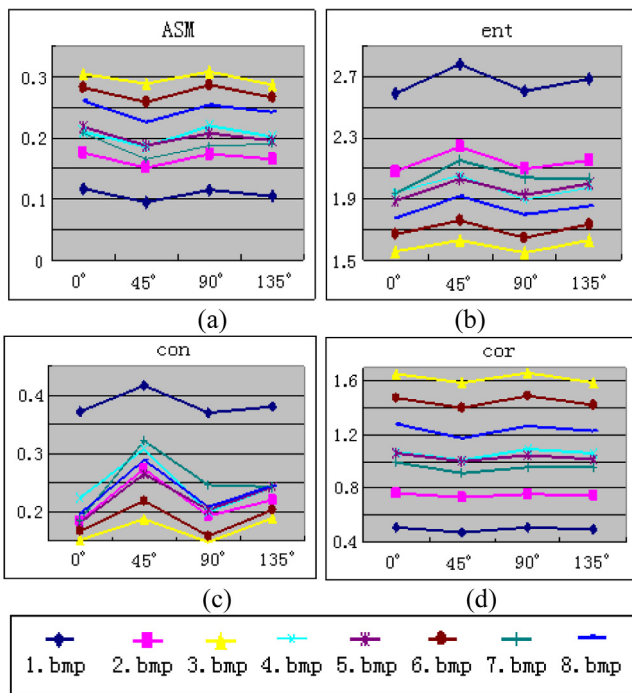 ASM
0.3
0.2
0.1
0
0° 45° 90° 135°
(a)
ent
2.7
2.3
1.9
1.5
0° 45° 90° 135°
(b)
con
0.4
0.3
0.2
0° 45° 90° 135°
(c)
cor
1.6
1.2
0.8
0.4
0° 45° 90° 135°
(d)
1.bmp 2.bmp 3.bmp 4.bmp 5.bmp 6.bmp 7.bmp 8.bmp